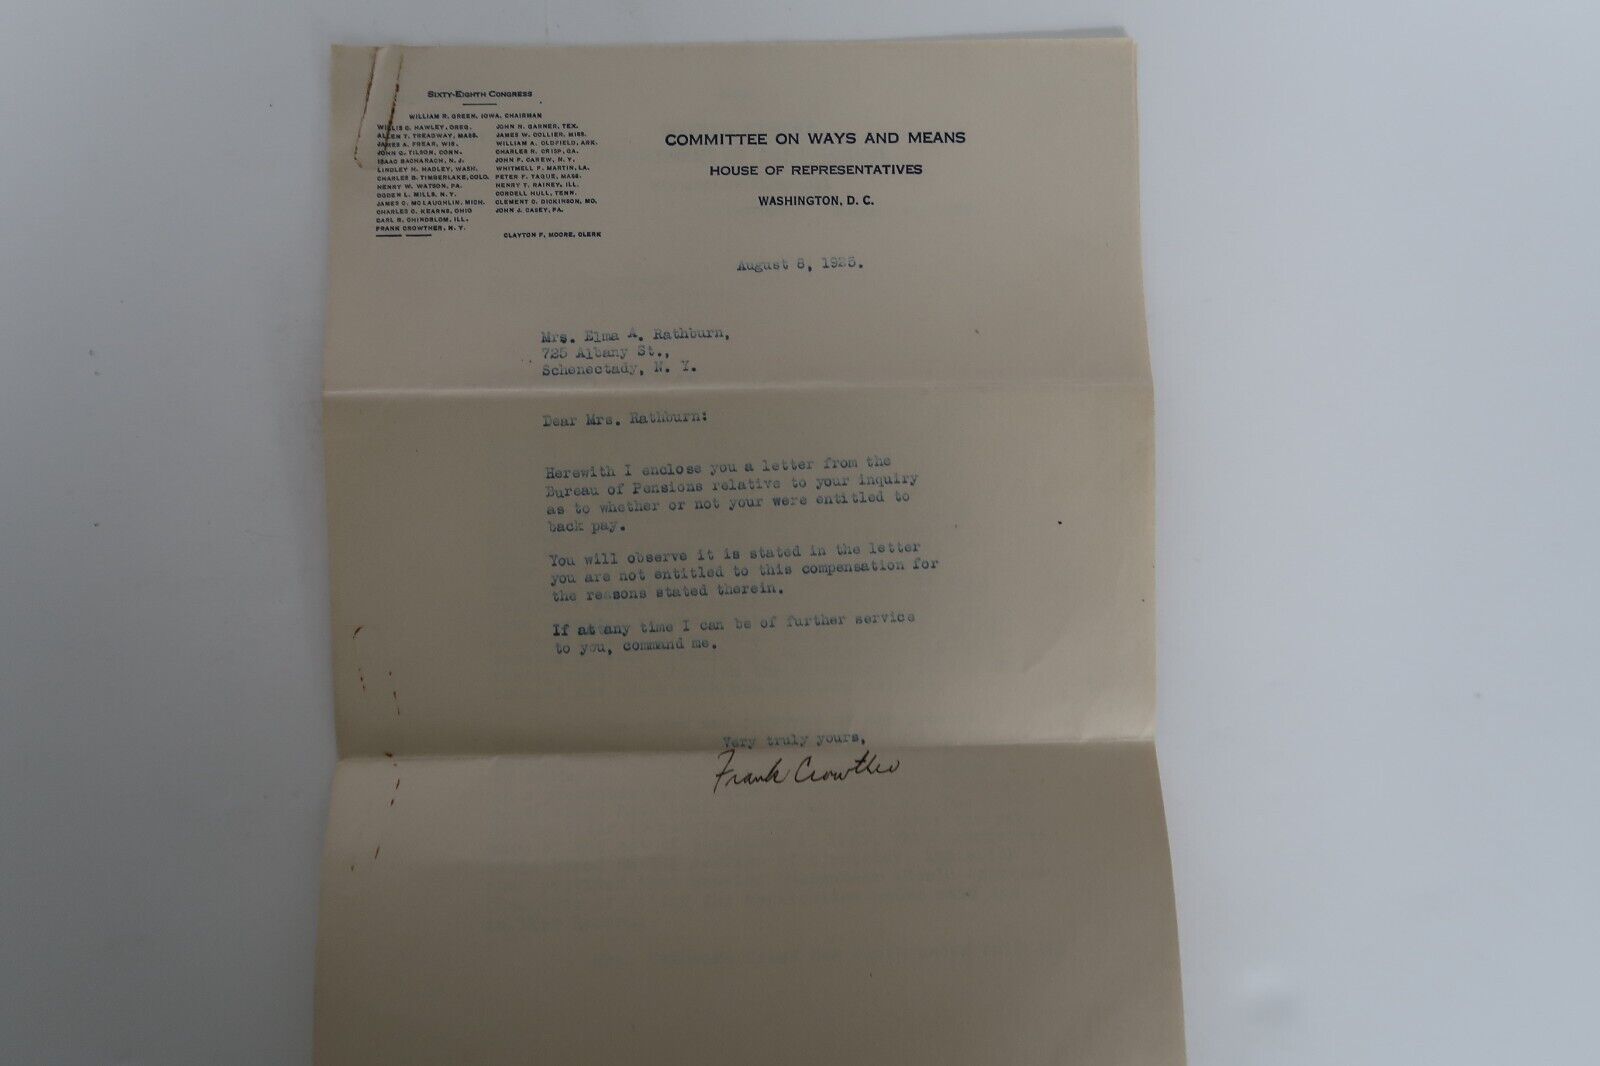 SIXTY-EIGHTH CONGRESS
WILLIAM R. GREEN, IOWA, CHAIRMAN
WILLIS C. HAWLEY, OREG.
ALLEN T. TREADWAY, MASS.
JAMES A. FREAR, WIS.
JOHN Q. TILSON, CONN.
ISAAC BACHARACH, N. J.
LINDLEY H. HADLEY, WASH.
CHARLES B. TIMBERLAKE, COLO.
HENRY W. WATSON, PA.
OGDEN L. MILLS, N. Y.
JAMES C. MCLAUGHLIN, MICH.
CHARLES C. KEARNS, OHIO
CARL R. CHINDBLOM, ILL.
FRANK CROWTHER, N. Y.
JOHN N. GARNER, TEX.
JAMES W. COLLIER, MISS.
WILLIAM A. OLDFIELD, ARK.
CHARLES R. CRISP, GA.
JOHN F. CAREW, N. Y.
WHITMELL P. MARTIN, LA.
PETER F. TAGUE, MASS.
HENRY T. RAINEY, ILL.
CORDELL HULL, TENN.
CLEMENT C. DICKINSON, MO.
JOHN J. CASEY, PA.
CLAYTON F. MOORE, CLERK
COMMITTEE ON WAYS AND MEANS
HOUSE OF REPRESENTATIVES
WASHINGTON, D. C.
August 8, 1925.
Mrs. Elma A. Rathburn,
725 Albany St.,
Schenectady, N. Y.
Dear Mrs. Rathburn:
Herewith I enclose you a letter from the
Bureau of Pensions relative to your inquiry
as to whether or not your were entitled to
back pay.
You will observe it is stated in the letter
you are not entitled to this compensation for
the reasons stated therein.
If at any time I can be of further service
to you, command me.
Very truly yours,
Frank Crowther